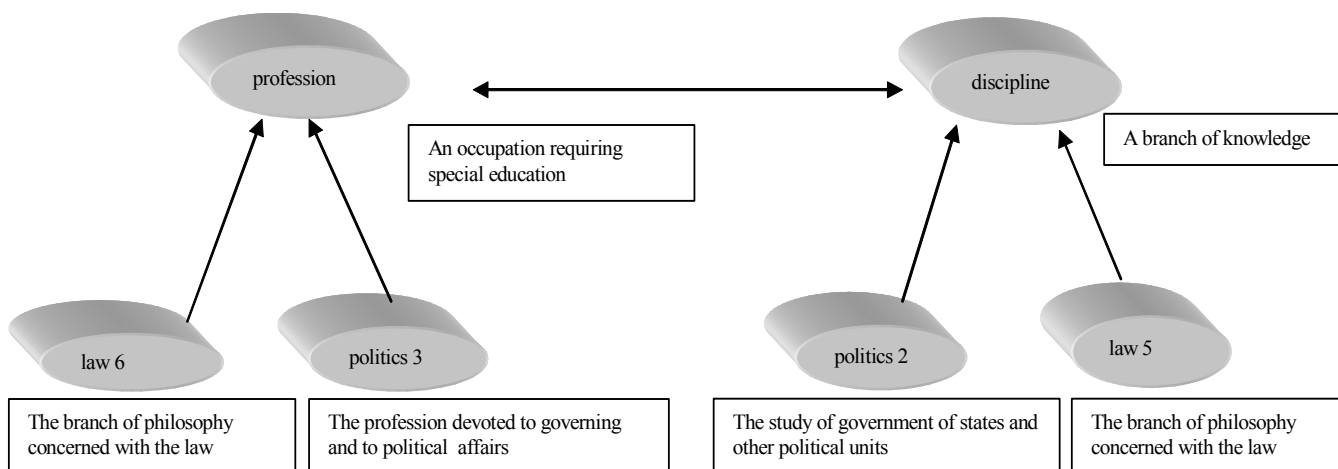 profession
discipline
An occupation requiring
special education
A branch of knowledge
law 6
politics 3
politics 2
law 5
The branch of philosophy
concerned with the law
The profession devoted to governing
and to political affairs
The study of government of states and
other political units
The branch of philosophy
concerned with the law